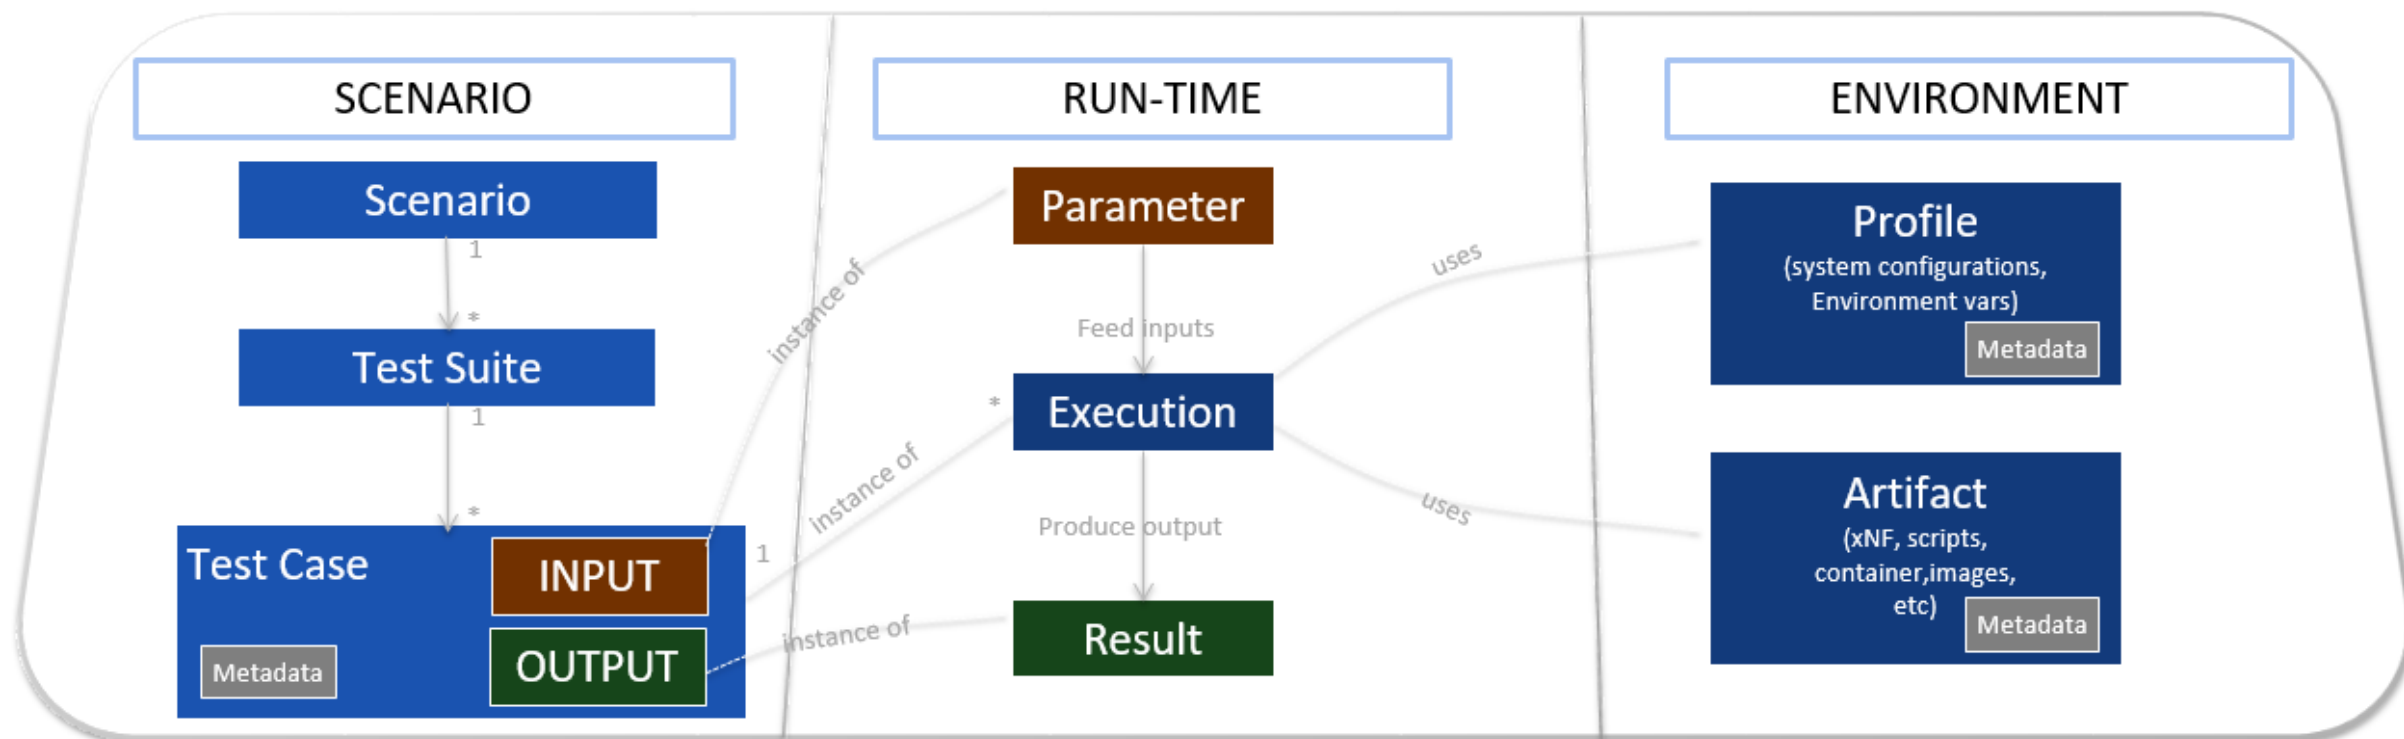 SCENARIO
Scenario
1
*
Test Suite
1
*
Test Case
INPUT
OUTPUT
Metadata
instance of
1
instance of
*
instance of
RUN-TIME
Parameter
Feed inputs
Execution
Produce output
Result
uses
uses
ENVIRONMENT
Profile
(system configurations,
Environment vars)
Metadata
Artifact
(xNF, scripts,
container,images,
etc)
Metadata